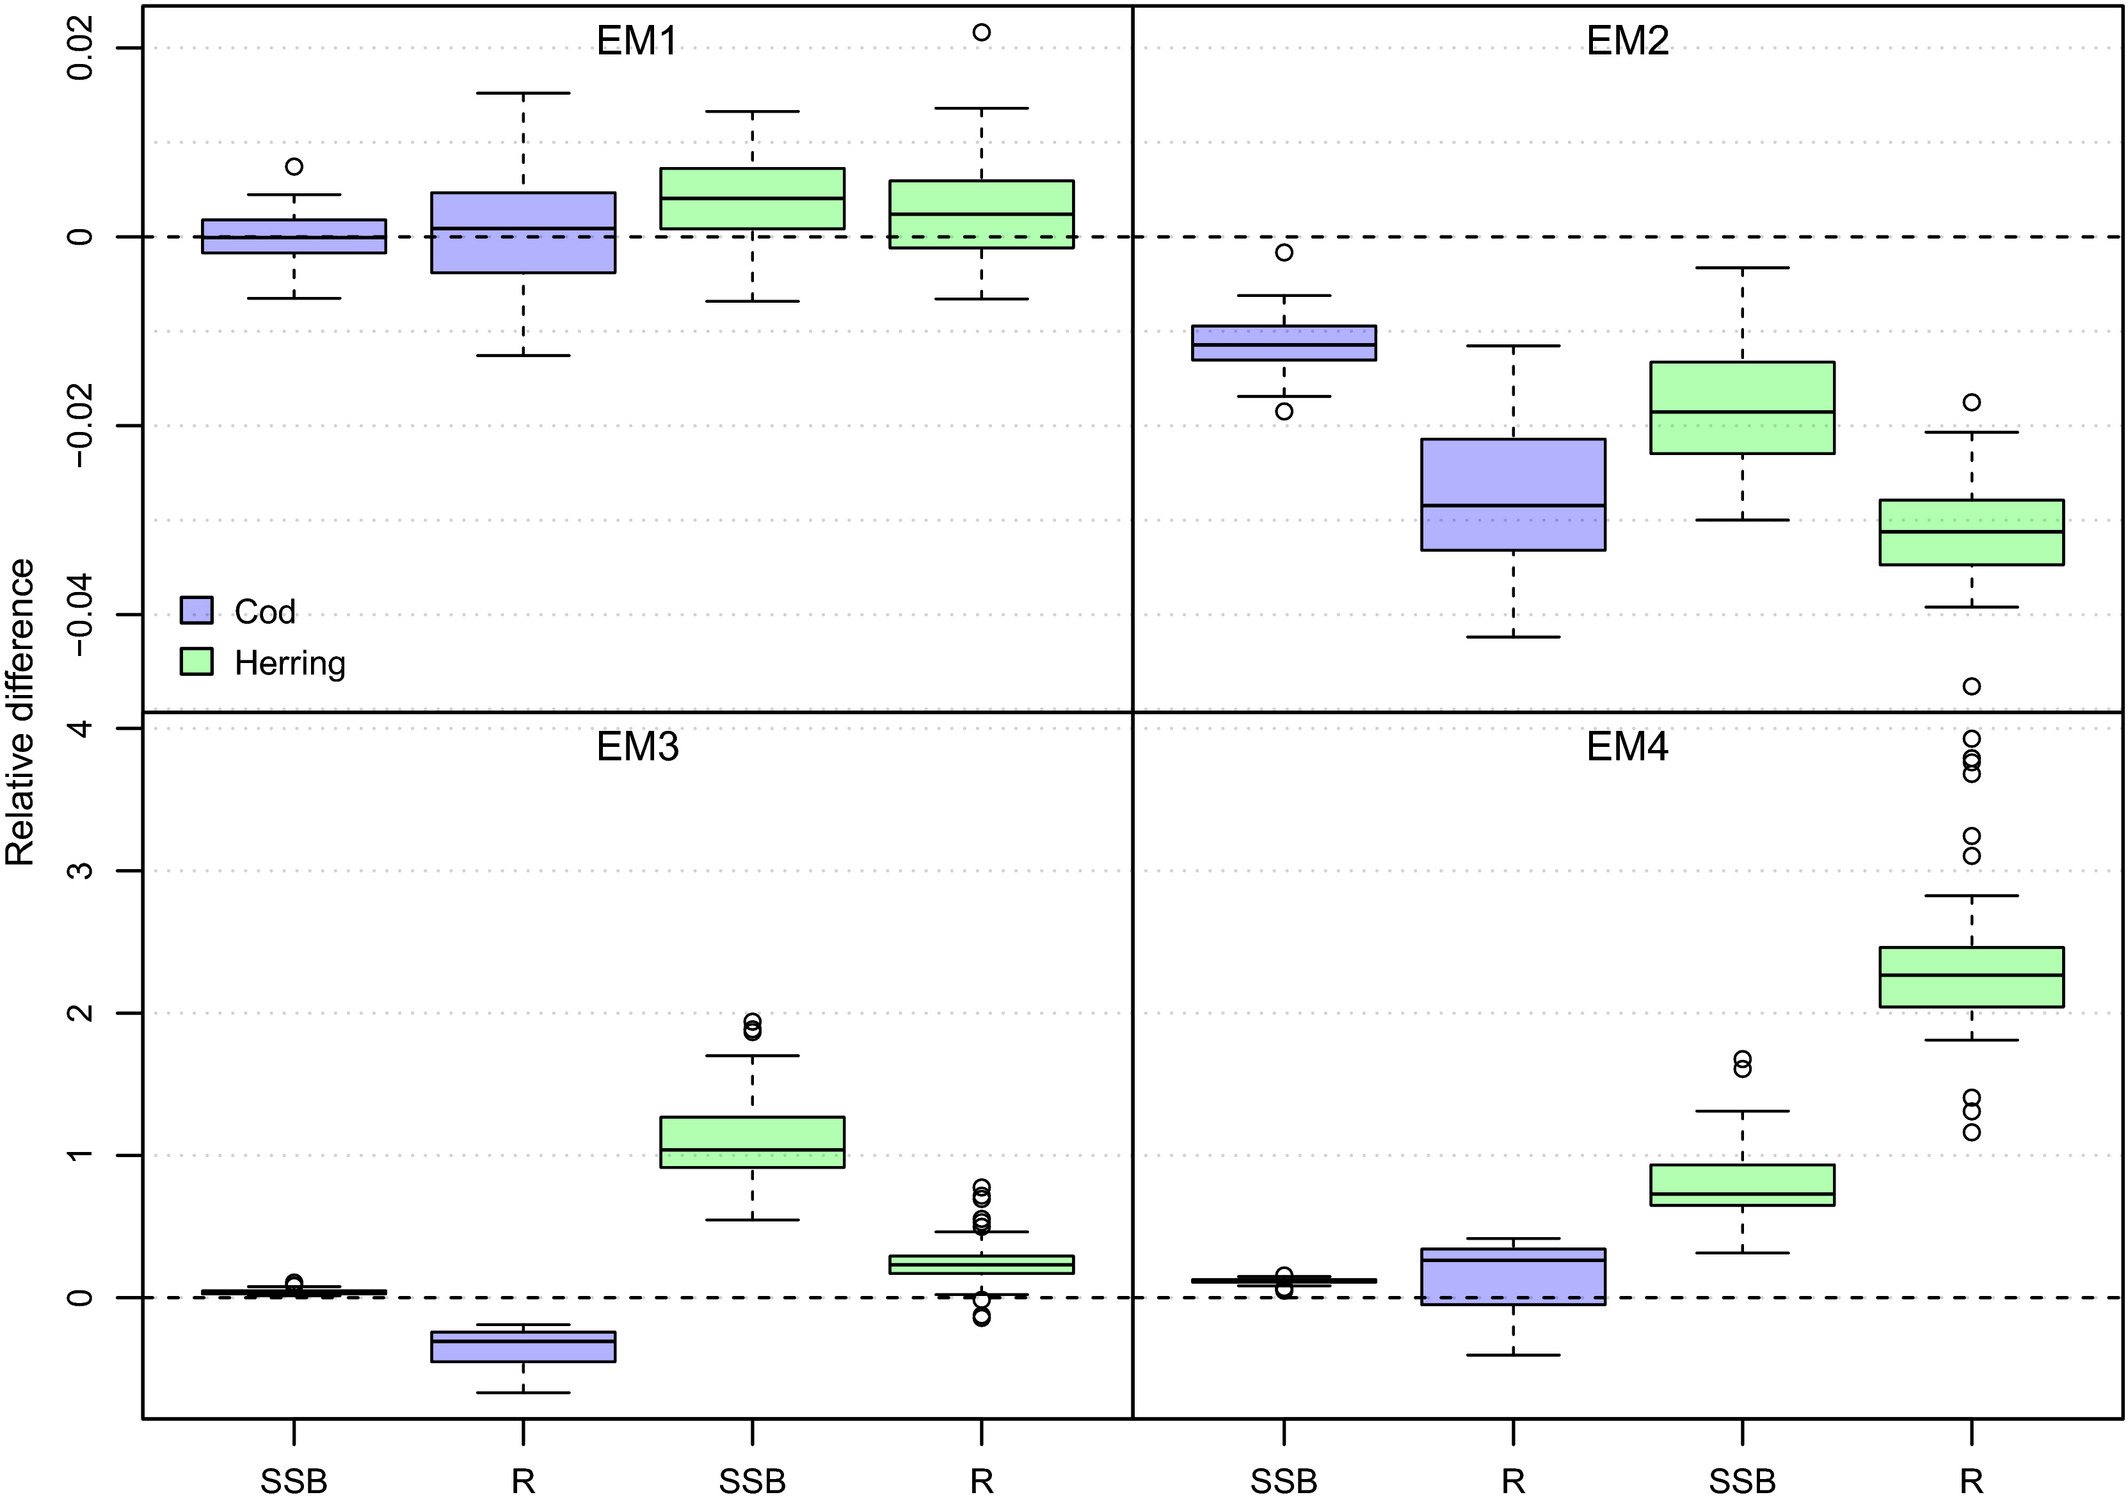 Relative difference
EM1
EM2
0.02
0
−0.02
−0.04
Cod
Herring
EM3
EM4
4
3
2
1
0
SSB R SSB R SSB R SSB R